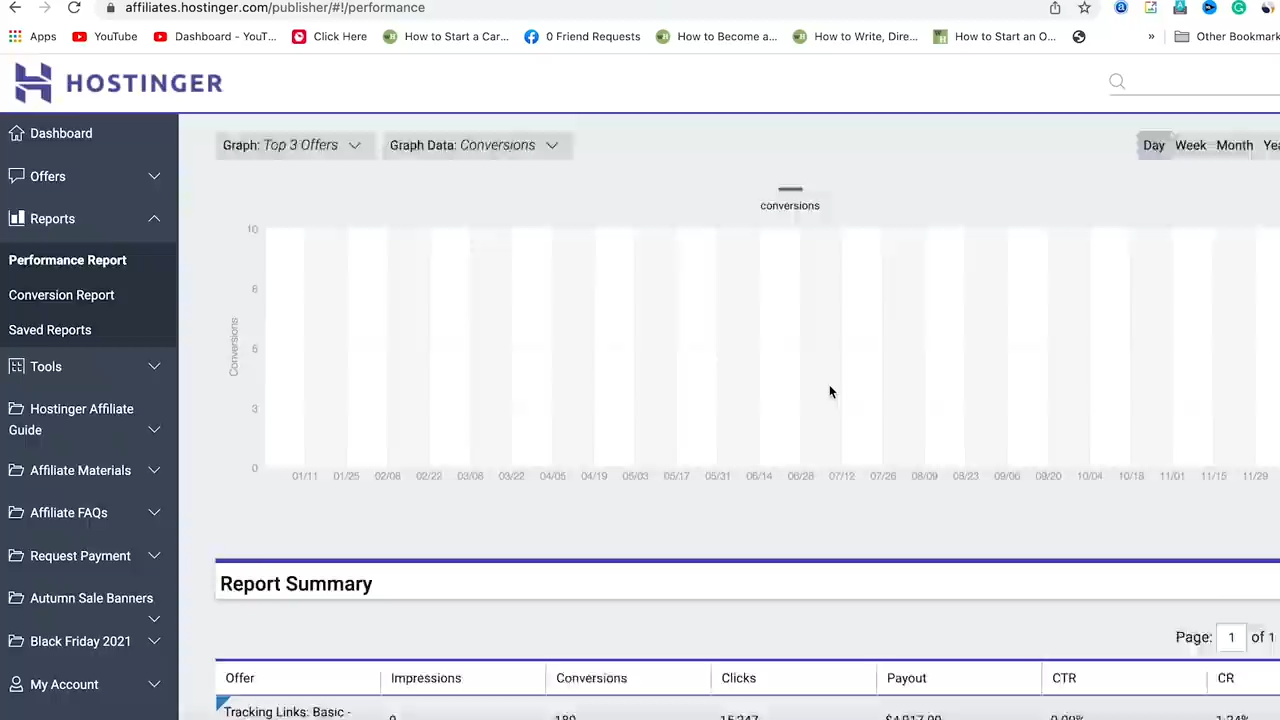 affiliates.hostinger.com/publisher/#!/performance
Apps YouTube Dashboard - YouT... Click Here How to Start a Car... 0 Friend Requests How to Become a... How to Write, Dire... How to Start an O... » Other Bookmark
HOSTINGER
Dashboard
Offers
Reports
Performance Report
Conversion Report
Saved Reports
Tools
Hostinger Affiliate
Guide
Affiliate Materials
Affiliate FAQs
Request Payment
Autumn Sale Banners
Black Friday 2021
My Account
Graph: Top 3 Offers Graph Data: Conversions Day Week Month Yea
conversions
Conversions
10
8
5
3
0
01/11 01/25 02/08 02/22 03/08 03/22 04/05 04/19 05/03 05/17 05/31 06/14 06/28 07/12 07/26 08/09 08/23 09/06 09/20 10/04 10/18 11/01 11/15 11/29
Report Summary
Page: 1 of 1
Offer Impressions Conversions Clicks Payout CTR CR
Tracking Links: Basic -